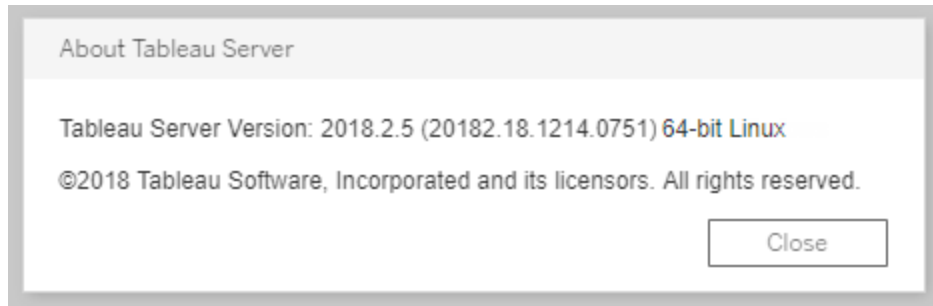 About Tableau Server
Tableau Server Version: 2018.2.5 (20182.18.1214.0751) 64-bit Linux
©2018 Tableau Software, Incorporated and its licensors. All rights reserved.
Close